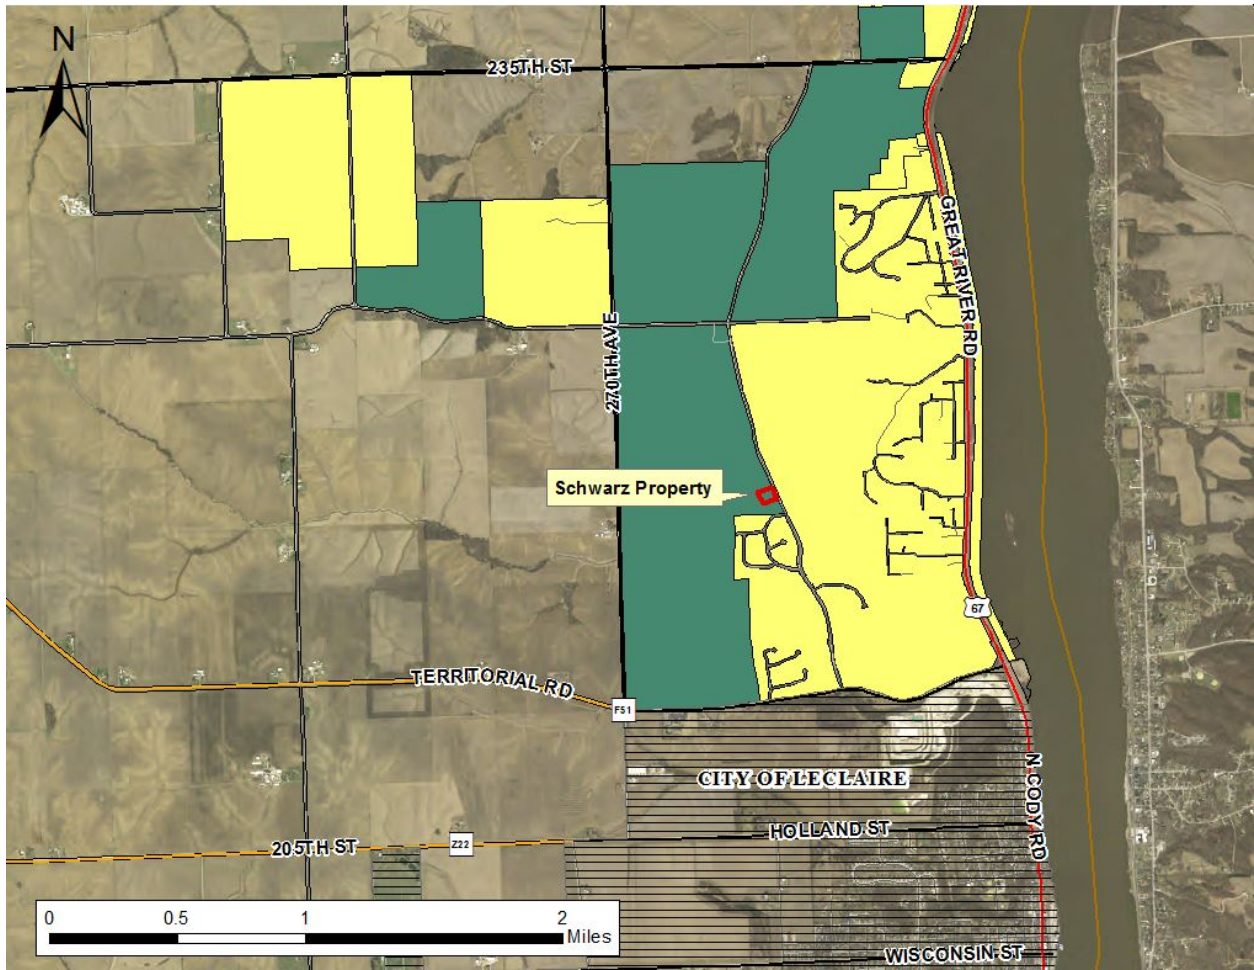 N
235TH ST
GREAT RIVER RD
270TH AVE
Schwarz Property
67
TERRITORIAL RD
F51
CITY OF LECLAIRE
N CODY RD
HOLLAND ST
205TH ST
Z22
0 0.5 1 2
Miles
WISCONSIN ST